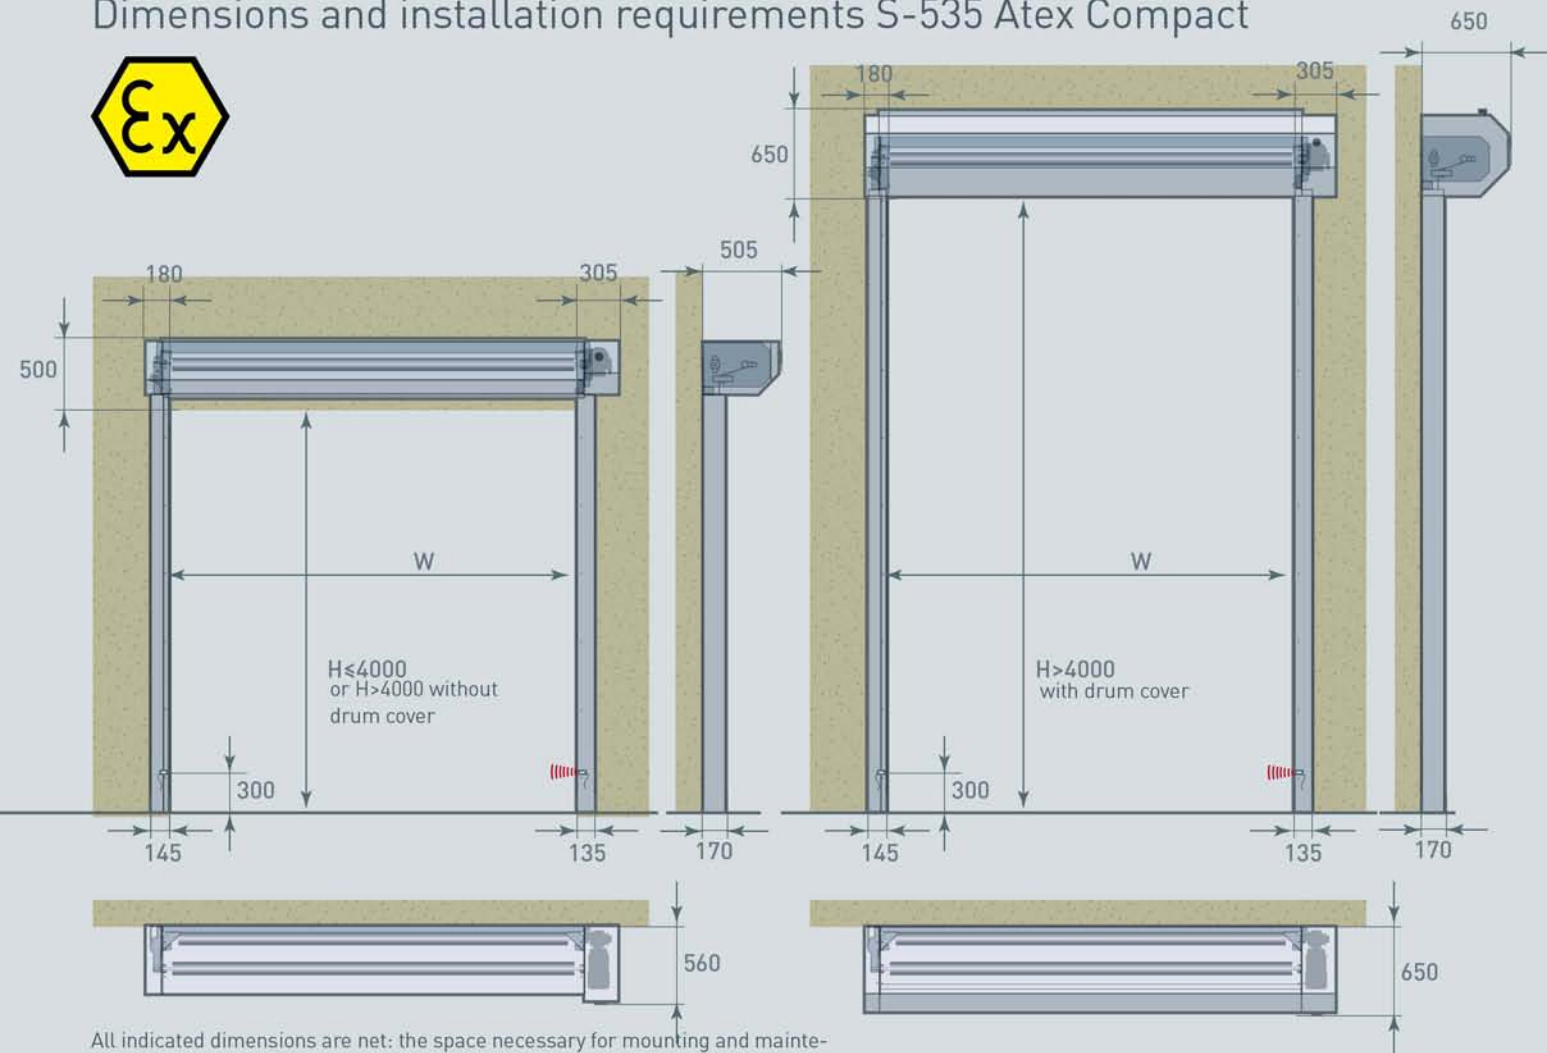 Dimensions and installation requirements S-535 Atex Compact
εx
650
180
305
650
505
180
305
500
W
W
H≤4000
or H>4000 without
drum cover
H>4000
with drum cover
300
300
145
135
170
145
135
170
560
650
All indicated dimensions are net: the space necessary for mounting and mainte-